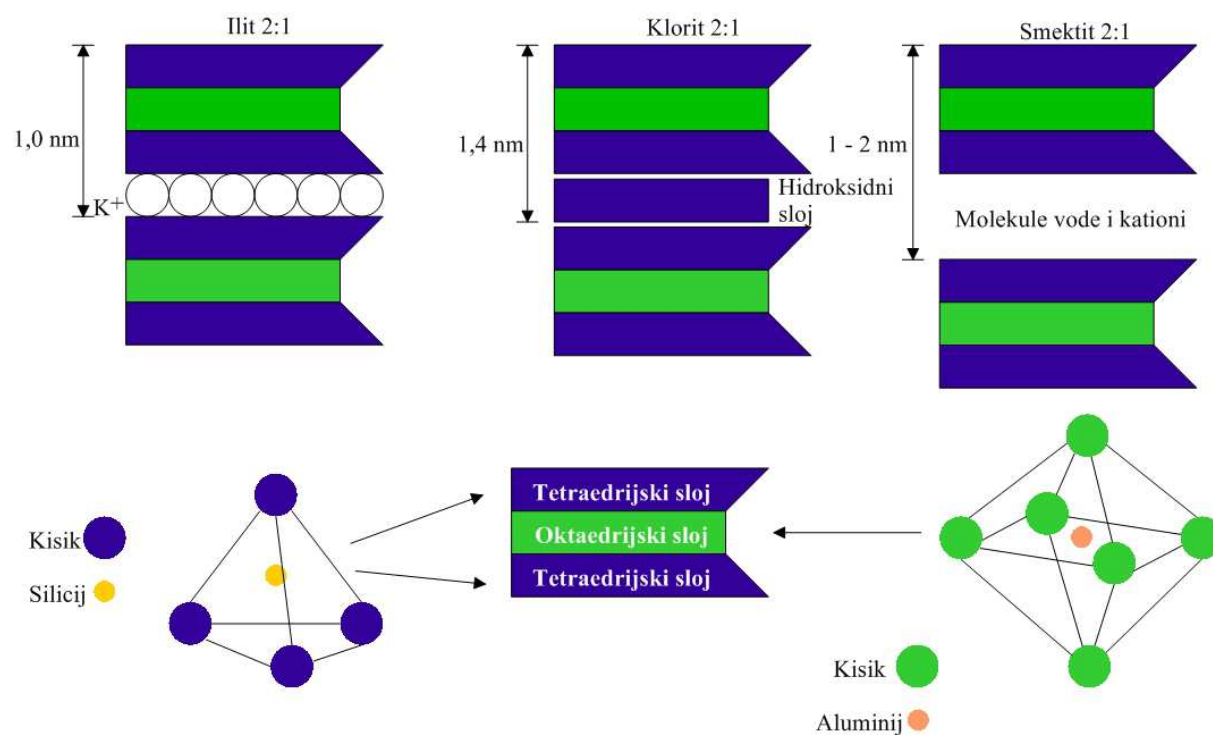 Ilit 2:1
Klorit 2:1
Smektit 2:1
1,0 nm
1,4 nm
1 - 2 nm
K+
Hidroksidni
sloj
Molekule vode i kationi
Tetraedrijski sloj
Oktaedrijski sloj
Tetraedrijski sloj
Kisik
Silicij
Kisik
Aluminij